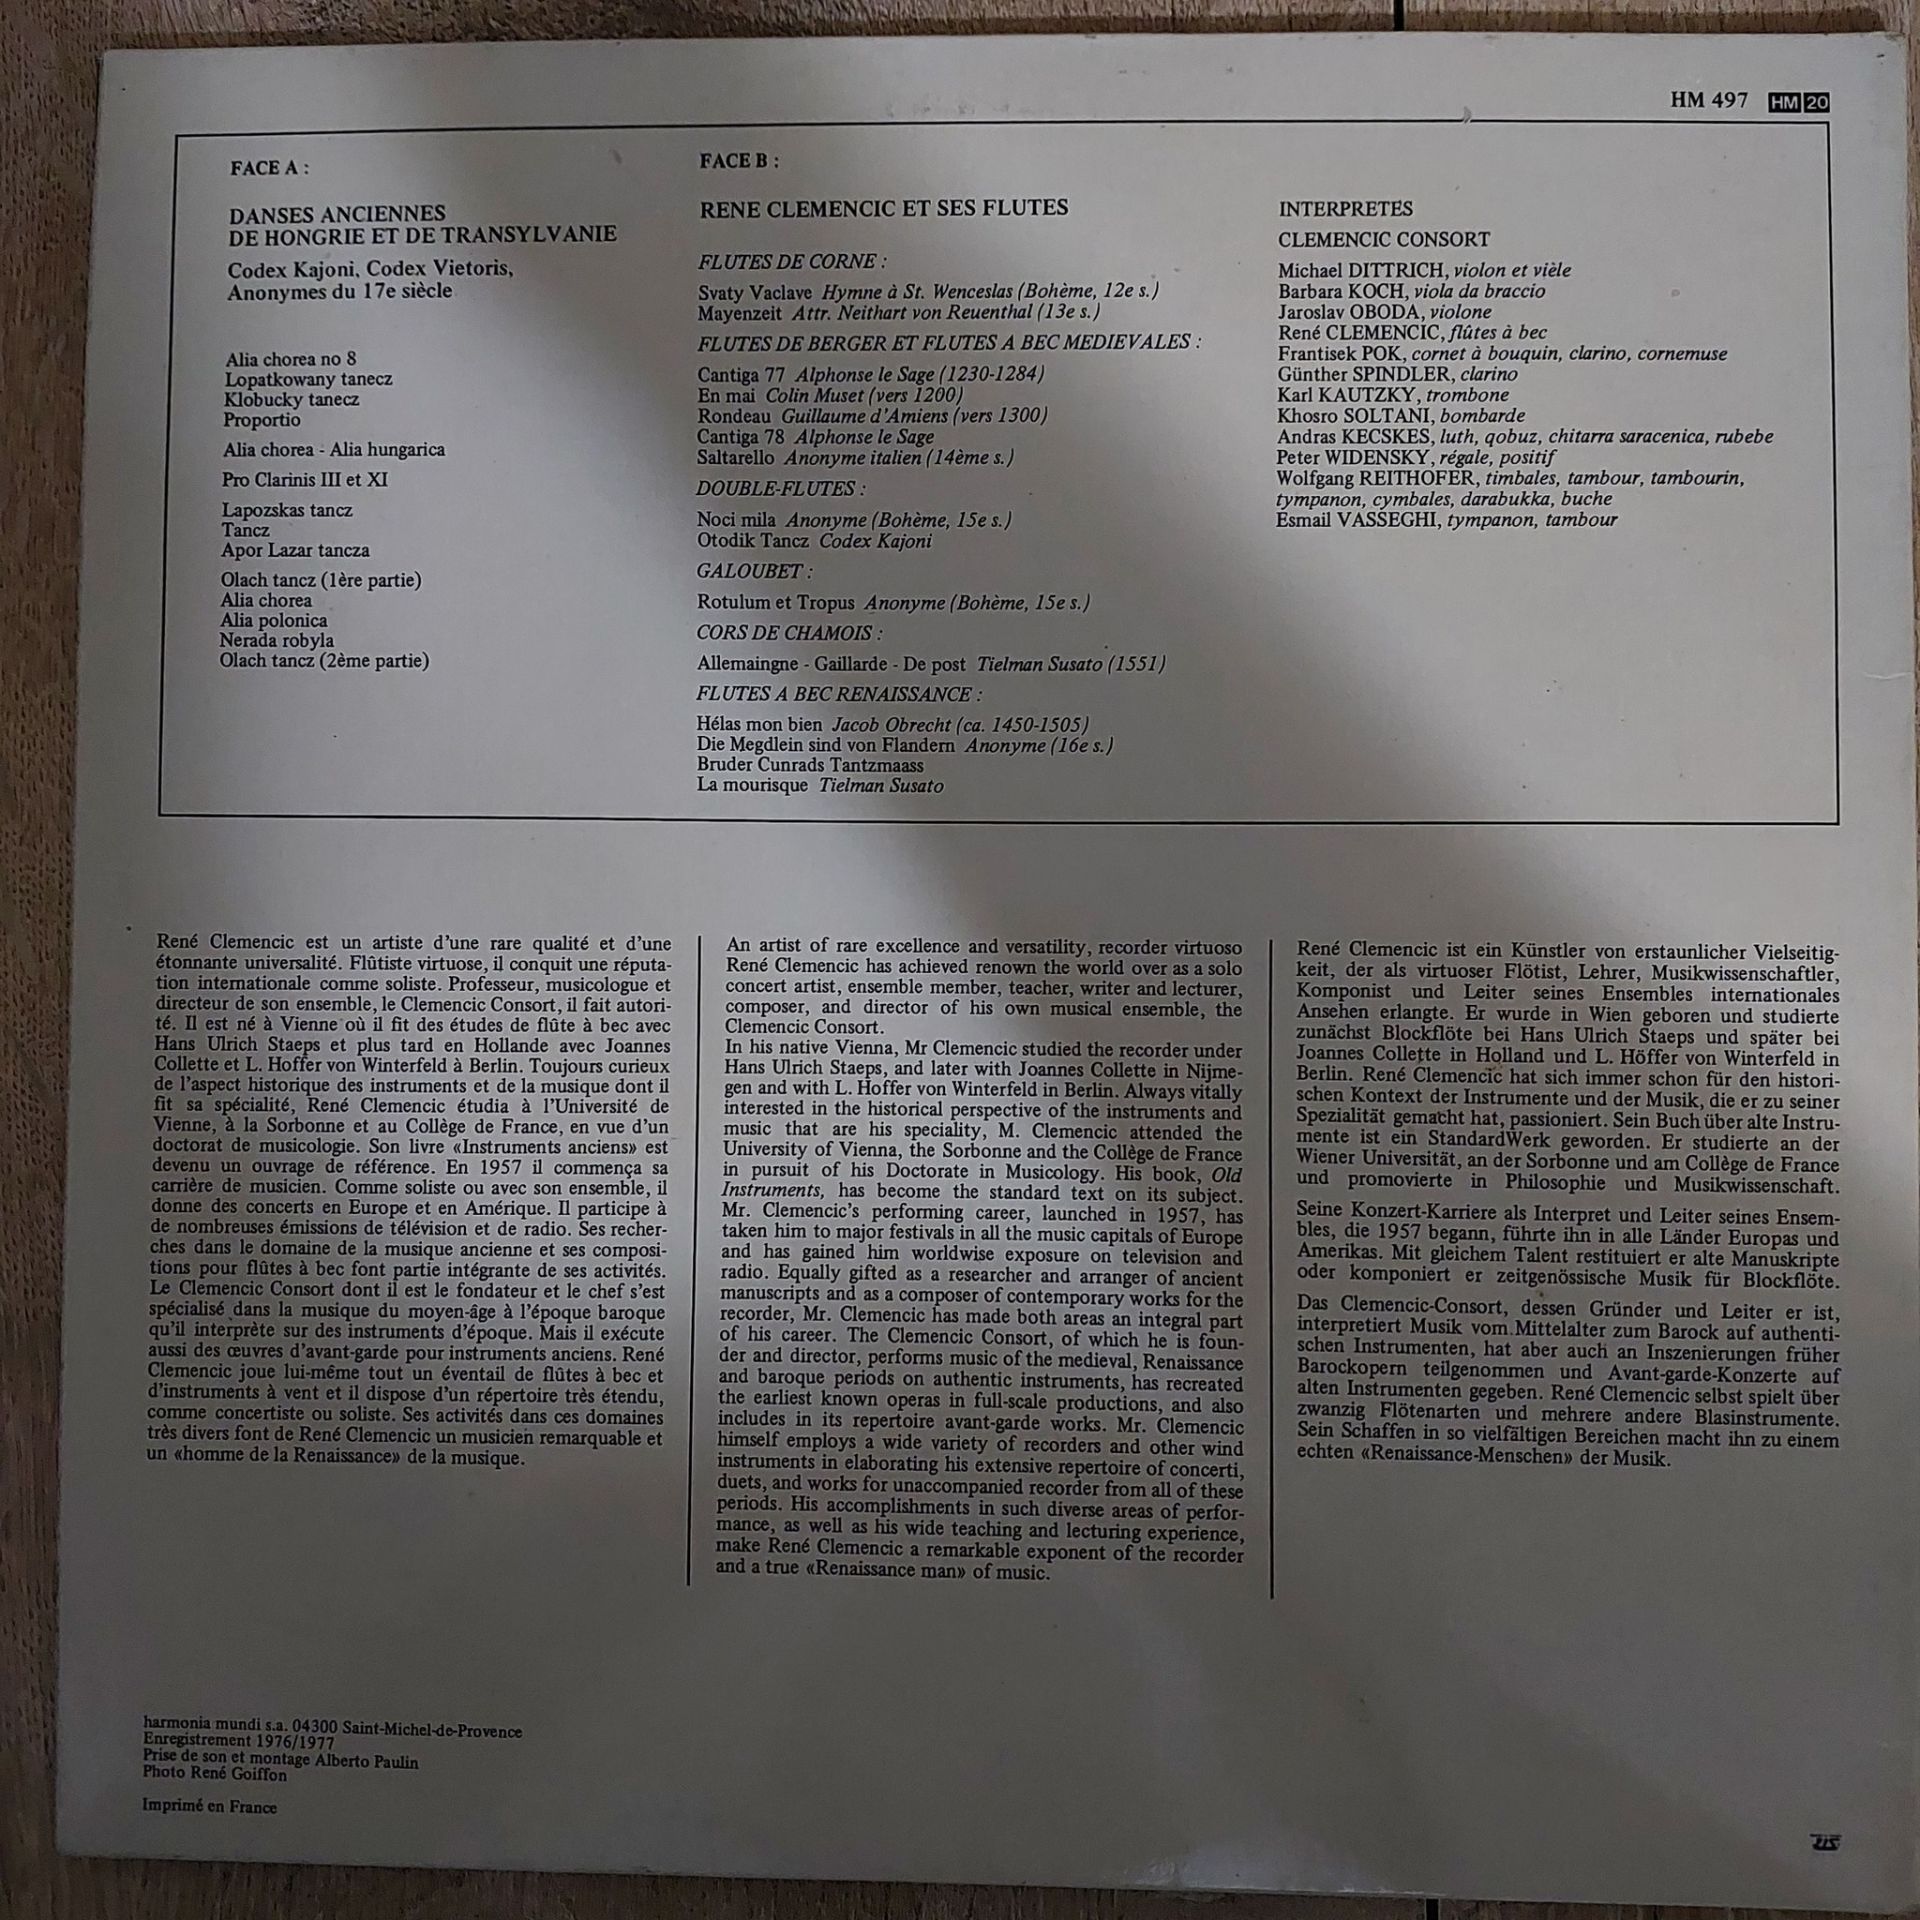 HM 497 HM 20
FACE A :
DANSES ANCIENNES
DE HONGRIE ET DE TRANSYLVANIE
Codex Kajoni, Codex Vietoris,
Anonymes du 17e siècle
Alia chorea no 8
Lopatkowany tanecz
Klobucky tanecz
Proportio
Alia chorea - Alia hungarica
Pro Clarinis III et XI
Lapozskas tancz
Tancz
Apor Lazar tancza
Olach tancz (1ère partie)
Alia chorea
Alia polonica
Nerada robyla
Olach tancz (2ème partie)
FACE B :
RENE CLEMENCIC ET SES FLUTES
FLUTES DE CORNE :
Svaty Vaclave Hymne à St. Wenceslas (Bohème, 12e s.)
Mayenzeit Attr. Neithart von Reuenthal (13e s.)
FLUTES DE BERGER ET FLUTES A BEC MEDIEVALES :
Cantiga 77 Alphonse le Sage (1230-1284)
En mai Colin Muset (vers 1200)
Rondeau Guillaume d'Amiens (vers 1300)
Cantiga 78 Alphonse le Sage
Saltarello Anonyme italien (14ème s.)
DOUBLE-FLUTES :
Noci mila Anonyme (Bohème, 15e s.)
Otodik Tancz Codex Kajoni
GALOUBET :
Rotulum et Tropus Anonyme (Bohème, 15e s.)
CORS DE CHAMOIS :
Allemaingne - Gaillarde - De post Tielman Susato (1551)
FLUTES A BEC RENAISSANCE :
Hélas mon bien Jacob Obrecht (ca. 1450-1505)
Die Megdlein sind von Flandern Anonyme (16e s.)
Bruder Cunrads Tantzmaass
La mourisque Tielman Susato
INTERPRETES
CLEMENCIC CONSORT
Michael DITTRICH, violon et vièle
Barbara KOCH, viola da braccio
Jaroslav OBODA, violone
René CLEMENCIC, flûtes à bec
Frantisek POK, cornet à bouquin, clarino, cornemuse
Günther SPINDLER, clarino
Karl KAUTZKY, trombone
Khosro SOLTANI, bombarde
Andras KECSKES, luth, qobuz, chitarra saracenica, rubebe
Peter WIDENSKY, régale, positif
Wolfgang REITHOFER, timbales, tambour, tambourin,
tympanon, cymbales, darabukka, buche
Esmail VASSEGHI, tympanon, tambour
René Clemencic est un artiste d'une rare qualité et d'une
étonnante universalité. Flûtiste virtuose, il conquit une réputa-
tion internationale comme soliste. Professeur, musicologue et
directeur de son ensemble, le Clemencic Consort, il fait autori-
té. Il est né à Vienne où il fit des études de flûte à bec avec
Hans Ulrich Staeps et plus tard en Hollande avec Joannes
Collette et L. Hoffer von Winterfeld à Berlin. Toujours curieux
de l'aspect historique des instruments et de la musique dont il
fit sa spécialité, René Clemencic étudia à l'Université de
Vienne, à la Sorbonne et au Collège de France, en vue d'un
doctorat de musicologie. Son livre «Instruments anciens» est
devenu un ouvrage de référence. En 1957 il commença sa
carrière de musicien. Comme soliste ou avec son ensemble, il
donne des concerts en Europe et en Amérique. Il participe à
de nombreuses émissions de télévision et de radio. Ses recher-
ches dans le domaine de la musique ancienne et ses composi-
tions pour flûtes à bec font partie intégrante de ses activités.
Le Clemencic Consort dont il est le fondateur et le chef s'est
spécialisé dans la musique du moyen-âge à l'époque baroque
qu'il interprète sur des instruments d'époque. Mais il exécute
aussi des œuvres d'avant-garde pour instruments anciens. René
Clemencic joue lui-même tout un éventail de flûtes à bec et
d'instruments à vent et il dispose d'un répertoire très étendu,
comme concertiste ou soliste. Ses activités dans ces domaines
très divers font de René Clemencic un musicien remarquable et
un «homme de la Renaissance» de la musique.
An artist of rare excellence and versatility, recorder virtuoso
René Clemencic has achieved renown the world over as a solo
concert artist, ensemble member, teacher, writer and lecturer,
composer, and director of his own musical ensemble, the
Clemencic Consort.
In his native Vienna, Mr Clemencic studied the recorder under
Hans Ulrich Staeps, and later with Joannes Collette in Nijme-
gen and with L. Hoffer von Winterfeld in Berlin. Always vitally
interested in the historical perspective of the instruments and
music that are his speciality, M. Clemencic attended the
University of Vienna, the Sorbonne and the Collège de France
in pursuit of his Doctorate in Musicology. His book, Old
Instruments, has become the standard text on its subject.
Mr. Clemencic's performing career, launched in 1957, has
taken him to major festivals in all the music capitals of Europe
and has gained him worldwise exposure on television and
radio. Equally gifted as a researcher and arranger of ancient
manuscripts and as a composer of contemporary works for the
recorder, Mr. Clemencic has made both areas an integral part
of his career. The Clemencic Consort, of which he is foun-
der and director, performs music of the medieval, Renaissance
and baroque periods on authentic instruments, has recreated
the earliest known operas in full-scale productions, and also
includes in its repertoire avant-garde works. Mr. Clemencic
himself employs a wide variety of recorders and other wind
instruments in elaborating his extensive repertoire of concerti,
duets, and works for unaccompanied recorder from all of these
periods. His accomplishments in such diverse areas of perfor-
mance, as well as his wide teaching and lecturing experience,
make René Clemencic a remarkable exponent of the recorder
and a true «Renaissance man» of music.
René Clemencic ist ein Künstler von erstaunlicher Vielseitig-
keit, der als virtuoser Flötist, Lehrer, Musikwissenschaftler,
Komponist und Leiter seines Ensembles internationales
Ansehen erlangte. Er wurde in Wien geboren und studierte
zunächst Blockflöte bei Hans Ulrich Staeps und später bei
Joannes Collette in Holland und L. Höffer von Winterfeld in
Berlin. René Clemencic hat sich immer schon für den histori-
schen Kontext der Instrumente und der Musik, die er zu seiner
Spezialität gemacht hat, passioniert. Sein Buch über alte Instru-
mente ist ein StandardWerk geworden. Er studierte an der
Wiener Universität, an der Sorbonne und am Collège de France
und promovierte in Philosophie und Musikwissenschaft.
Seine Konzert-Karriere als Interpret und Leiter seines Ensem-
bles, die 1957 begann, führte ihn in alle Länder Europas und
Amerikas. Mit gleichem Talent restituiert er alte Manuskripte
oder komponiert er zeitgenössische Musik für Blockflöte.
Das Clemencic-Consort, dessen Gründer und Leiter er ist,
interpretiert Musik vom Mittelalter zum Barock auf authenti-
schen Instrumenten, hat aber auch an Inszenierungen früher
Barockopern teilgenommen und Avant-garde-Konzerte auf
alten Instrumenten gegeben. René Clemencic selbst spielt über
zwanzig Flötenarten und mehrere andere Blasinstrumente.
Sein Schaffen in so vielfältigen Bereichen macht ihn zu einem
echten «Renaissance-Menschen» der Musik.
harmonia mundi s.a. 04300 Saint-Michel-de-Provence
Enregistrement 1976/1977
Prise de son et montage Alberto Paulin
Photo René Goiffon
Imprimé en France